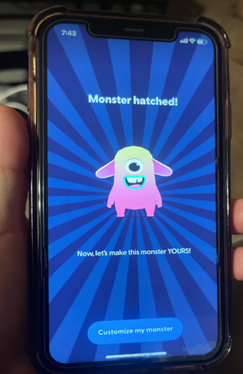 7:43
Monster hatched!
Now, let's make this monster YOURS!
Customize my monster